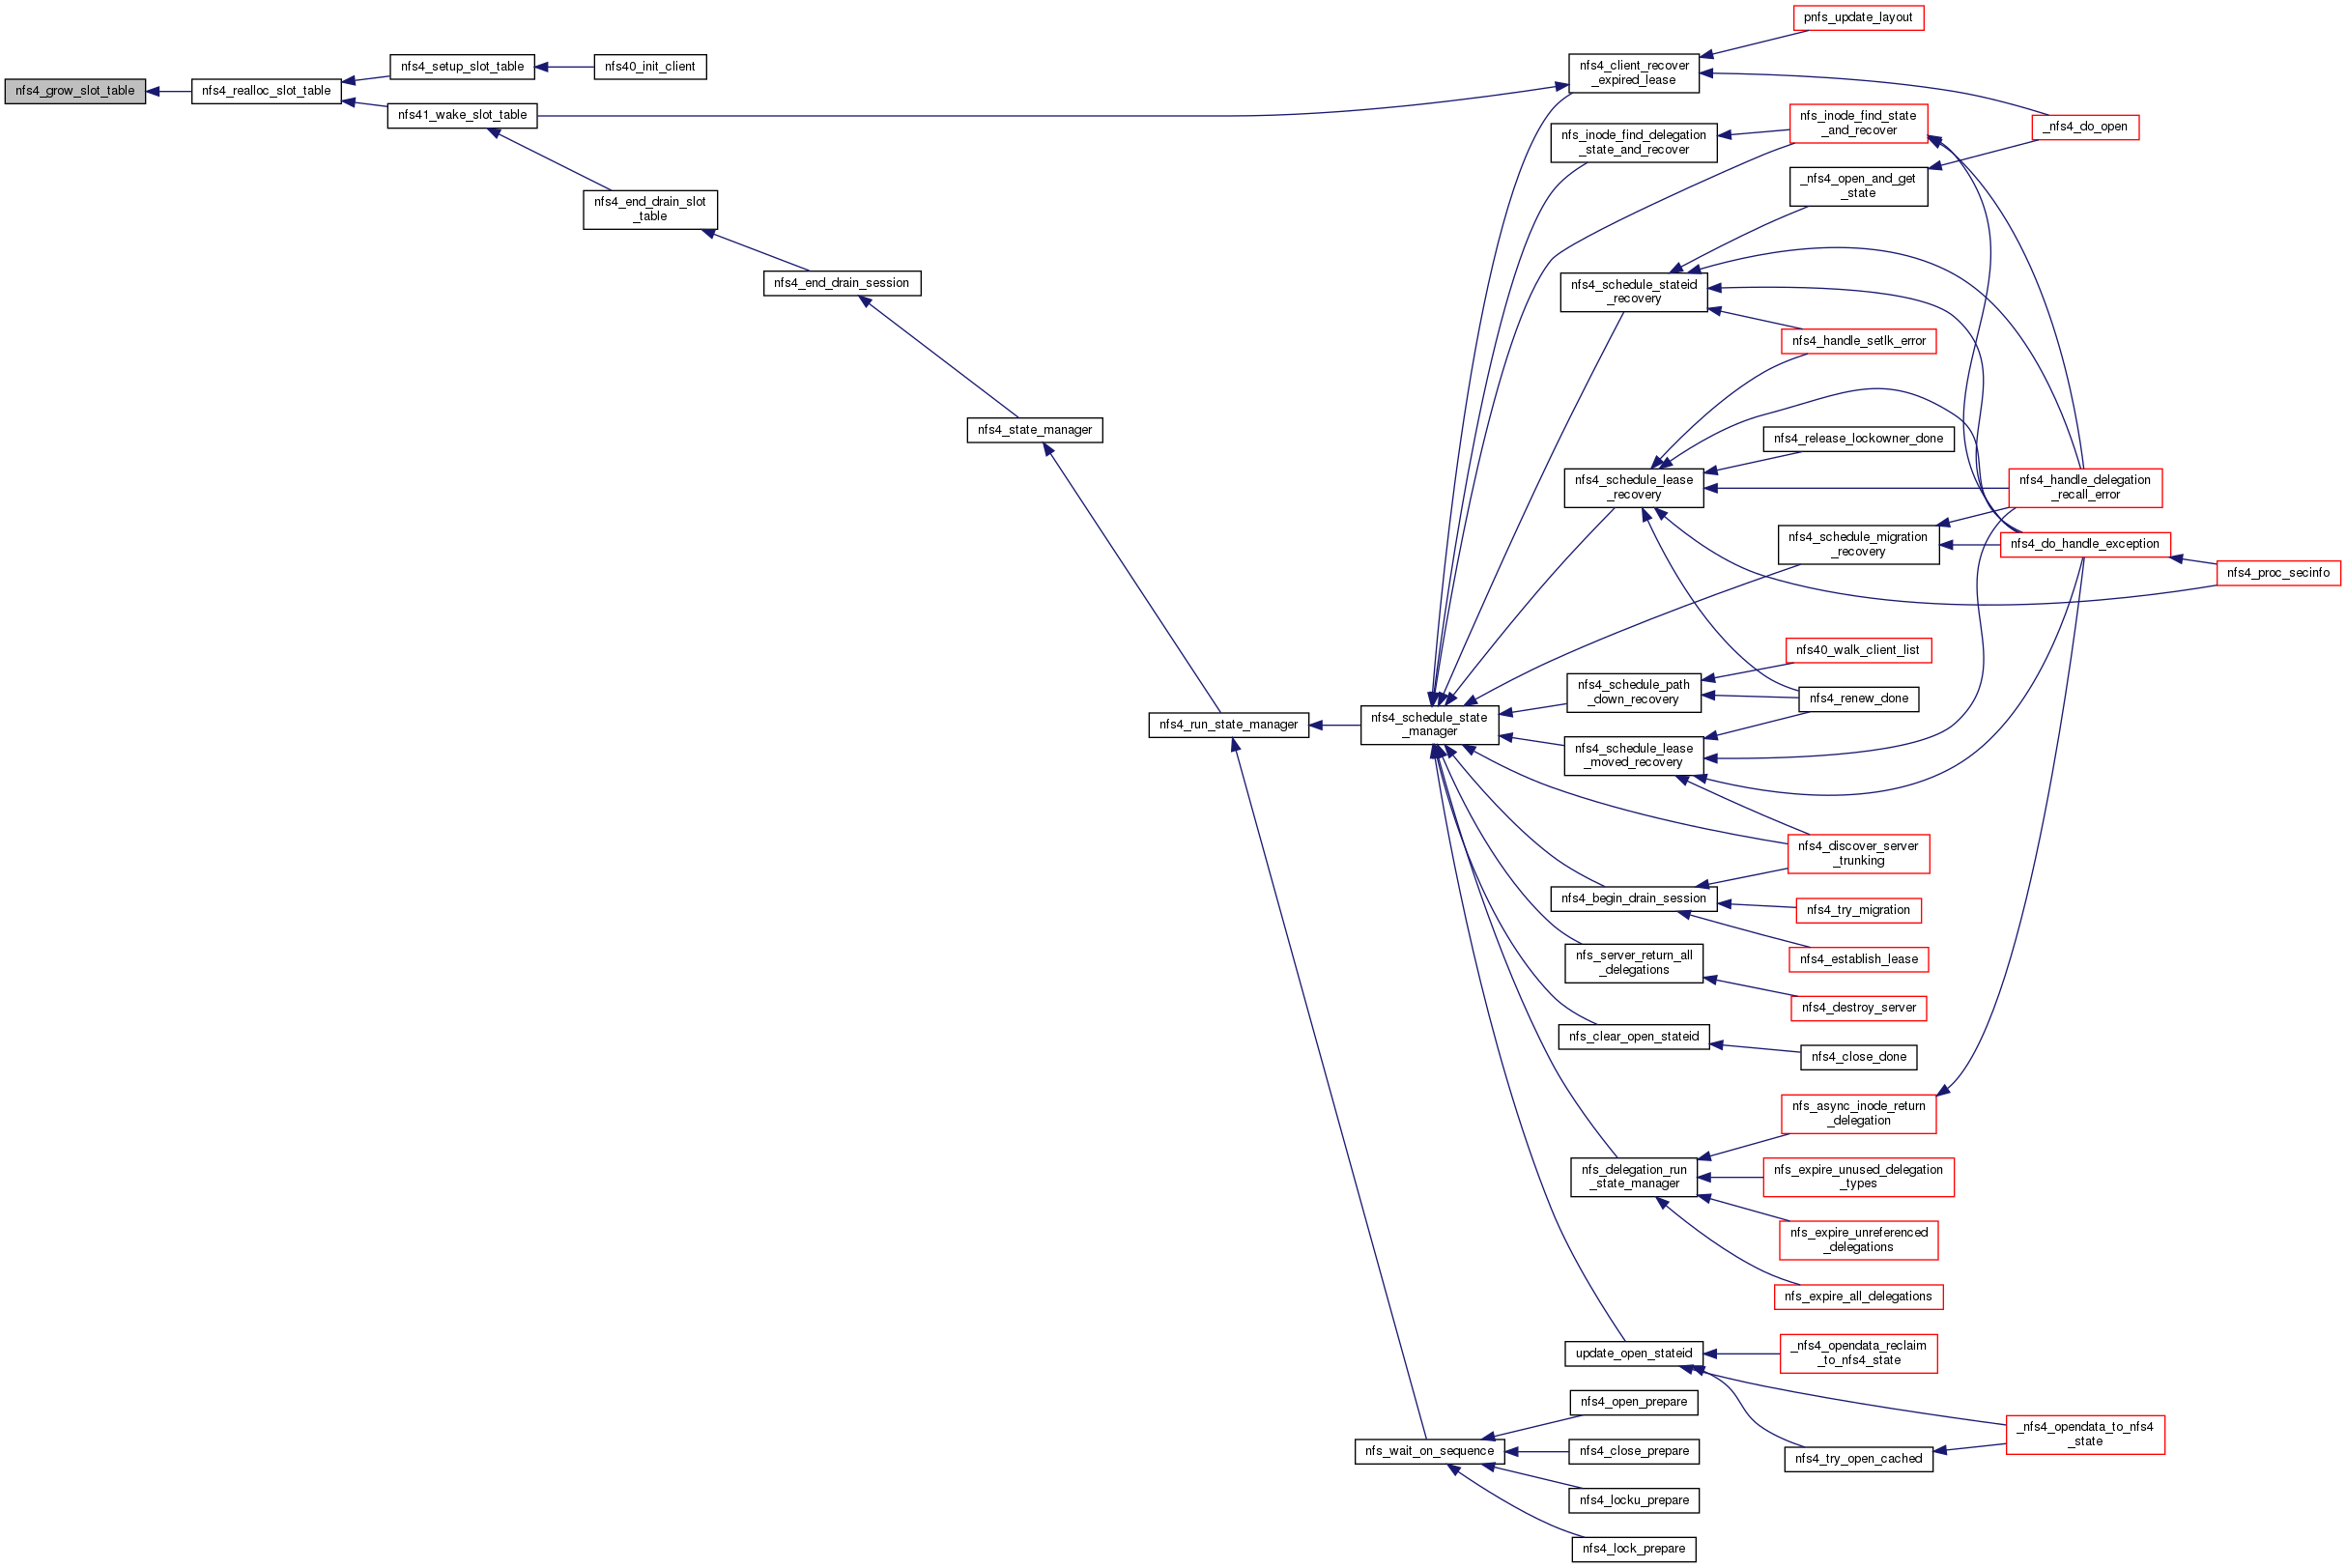 nfs4_grow_slot_table
nfs4_realloc_slot_table
nfs4_setup_slot_table
nfs40_init_client
nfs41_wake_slot_table
nfs4_end_drain_slot
_table
nfs4_end_drain_session
nfs4_state_manager
nfs4_run_state_manager
nfs4_schedule_state
_manager
nfs_wait_on_sequence
nfs4_client_recover
_expired_lease
pnfs_update_layout
_nfs4_do_open
nfs_inode_find_delegation
_state_and_recover
nfs_inode_find_state
_and_recover
_nfs4_open_and_get
_state
nfs4_schedule_stateid
_recovery
nfs4_handle_setlk_error
nfs4_release_lockowner_done
nfs4_schedule_lease
_recovery
nfs4_handle_delegation
_recall_error
nfs4_schedule_migration
_recovery
nfs4_do_handle_exception
nfs4_proc_secinfo
nfs40_walk_client_list
nfs4_schedule_path
_down_recovery
nfs4_renew_done
nfs4_schedule_lease
_moved_recovery
nfs4_discover_server
_trunking
nfs4_begin_drain_session
nfs4_try_migration
nfs4_establish_lease
nfs_server_return_all
_delegations
nfs4_destroy_server
nfs_clear_open_stateid
nfs4_close_done
nfs_async_inode_return
_delegation
nfs_delegation_run
_state_manager
nfs_expire_unused_delegation
_types
nfs_expire_unreferenced
_delegations
nfs_expire_all_delegations
update_open_stateid
_nfs4_opendata_reclaim
_to_nfs4_state
_nfs4_opendata_to_nfs4
_state
nfs4_try_open_cached
nfs4_open_prepare
nfs4_close_prepare
nfs4_locku_prepare
nfs4_lock_prepare